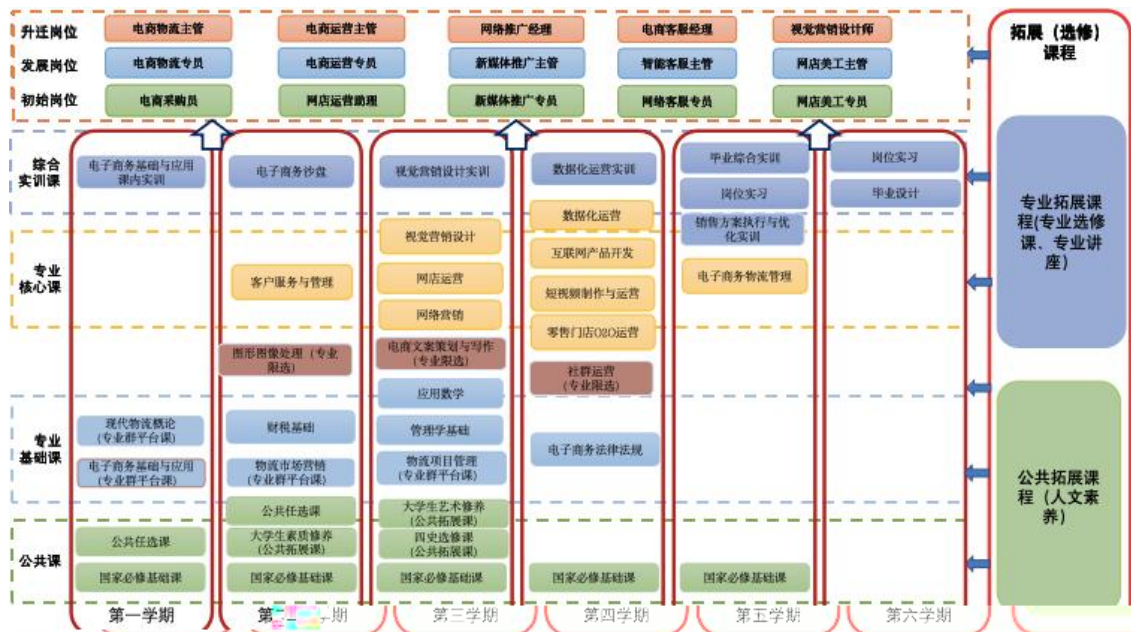 升迁岗位
电商物流主管
电商运营主管
网络推广经理
电商客服经理
视觉营销设计师
发展岗位
电商物流专员
电商运营专员
新媒体推广主管
智能客服主管
网店美工主管
初始岗位
电商采购员
网店运营助理
新媒体推广专员
网络客服专员
网店美工专员
拓展（选修）
课程
综合
实训课
电子商务基础与应用
课内实训
电子商务沙盘
视觉营销设计实训
数据化运营实训
毕业综合实训
岗位实习
岗位实习
毕业设计
销售方案执行与优
化实训
专业
核心课
客户服务与管理
视觉营销设计
网店运营
网络营销
数据化运营
互联网产品开发
短视频制作与运营
零售门店O2O运营
电子商务物流管理
图形图像处理（专业
限选）
电商文案策划与写作
(专业限选)
社群运营
(专业限选)
专业
基础课
现代物流概论
(专业群平台课)
电子商务基础与应用
(专业群平台课)
财税基础
物流市场营销
(专业群平台课)
应用数学
管理学基础
物流项目管理
(专业群平台课)
电子商务法律法规
公共课
公共任选课
国家必修基础课
公共任选课
大学生素质修养
(公共拓展课)
国家必修基础课
大学生艺术修养
(公共拓展课)
四史选修课
(公共拓展课)
国家必修基础课
国家必修基础课
国家必修基础课
专业拓展课
程(专业选修
课、专业讲
座）
公共拓展课
程（人文素
养）
第一学期
第
学期
第三学期
第四学期
第五学期
第六学期